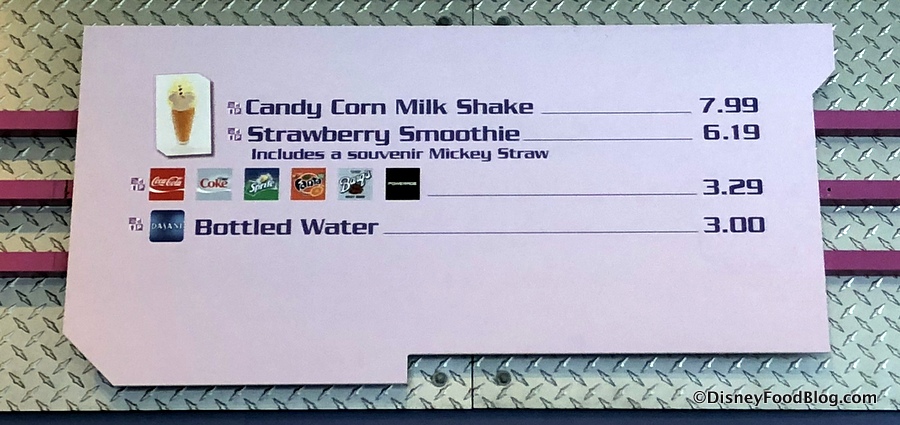 Candy Corn Milk Shake 7.99
Strawberry Smoothie 6.19
Includes a souvenir Mickey Straw
Coca-Cola Coke Sprite Fanta Barq's POWERADE 3.29
DASANI Bottled Water 3.00
©DisneyFoodBlog.com